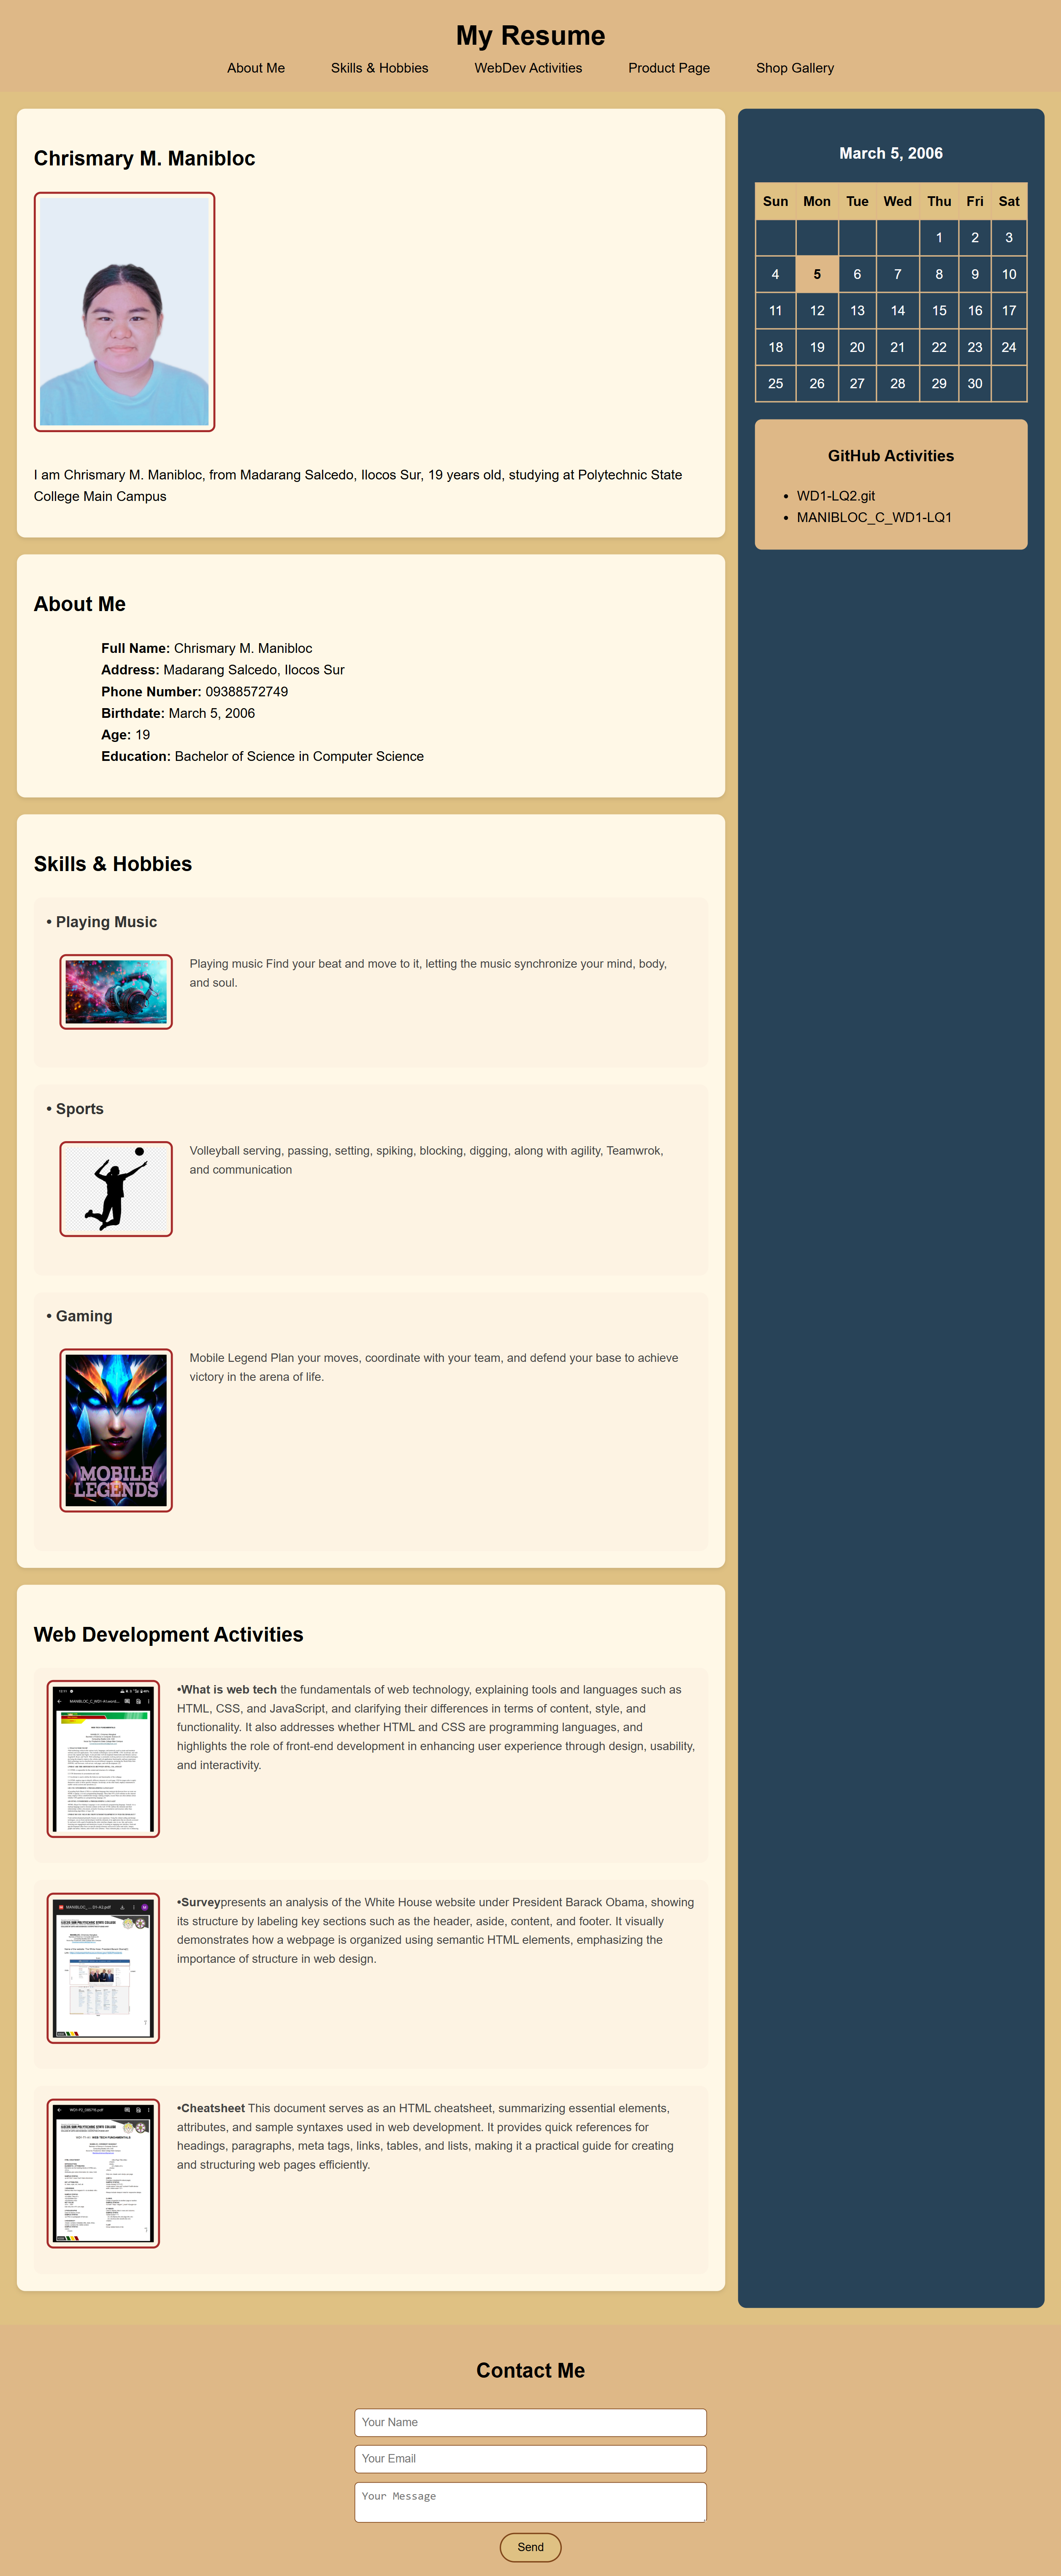 My Resume
About Me Skills & Hobbies WebDev Activities Product Page Shop Gallery
Chrismary M. Manibloc
I am Chrismary M. Manibloc, from Madarang Salcedo, Ilocos Sur, 19 years old, studying at Polytechnic State
College Main Campus
About Me
Full Name: Chrismary M. Manibloc
Address: Madarang Salcedo, Ilocos Sur
Phone Number: 09388572749
Birthdate: March 5, 2006
Age: 19
Education: Bachelor of Science in Computer Science
Skills & Hobbies
• Playing Music
Playing music Find your beat and move to it, letting the music synchronize your mind, body,
and soul.
• Sports
Volleyball serving, passing, setting, spiking, blocking, digging, along with agility, Teamwrok,
and communication
• Gaming
MOBILE
LEGENDS
Mobile Legend Plan your moves, coordinate with your team, and defend your base to achieve
victory in the arena of life.
Web Development Activities
•What is web tech the fundamentals of web technology, explaining tools and languages such as
HTML, CSS, and JavaScript, and clarifying their differences in terms of content, style, and
functionality. It also addresses whether HTML and CSS are programming languages, and
highlights the role of front-end development in enhancing user experience through design, usability,
and interactivity.
•Surveypresents an analysis of the White House website under President Barack Obama, showing
its structure by labeling key sections such as the header, aside, content, and footer. It visually
demonstrates how a webpage is organized using semantic HTML elements, emphasizing the
importance of structure in web design.
•Cheatsheet This document serves as an HTML cheatsheet, summarizing essential elements,
attributes, and sample syntaxes used in web development. It provides quick references for
headings, paragraphs, meta tags, links, tables, and lists, making it a practical guide for creating
and structuring web pages efficiently.
March 5, 2006
Sun Mon Tue Wed Thu Fri Sat
1 2 3
4 5 6 7 8 9 10
11 12 13 14 15 16 17
18 19 20 21 22 23 24
25 26 27 28 29 30
GitHub Activities
• WD1-LQ2.git
• MANIBLOC_C_WD1-LQ1
Contact Me
Your Name
Your Email
Your Message
Send